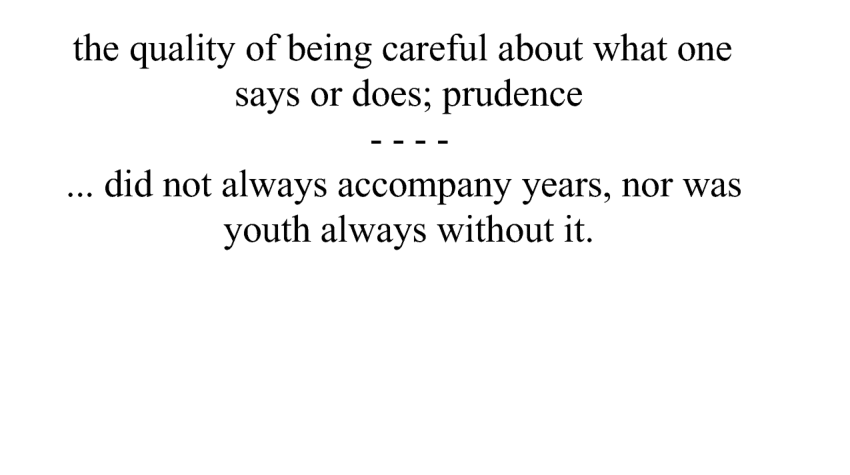 the quality of being careful about what one
says or does; prudence
- - - -
... did not always accompany years, nor was
youth always without it.